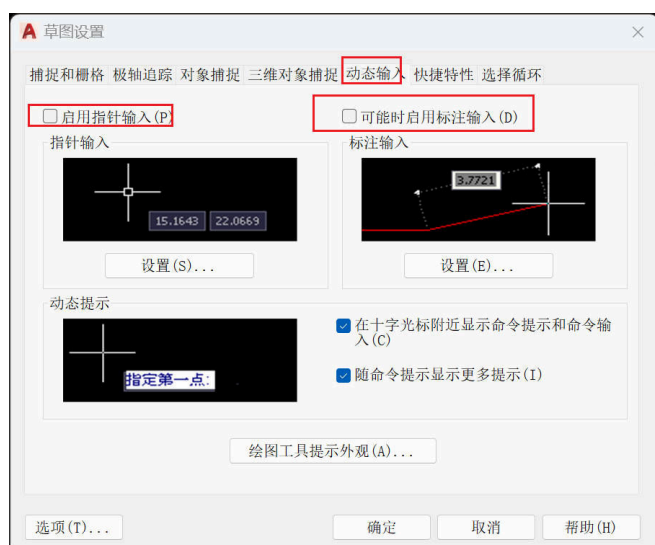 草图设置
捕捉和栅格 极轴追踪 对象捕捉 三维对象捕捉 动态输入 快捷特性 选择循环
启用指针输入(P)
可能时启用标注输入(D)
指针输入
标注输入
15.1643 22.0669
3.7721
设置(S)...
设置(E)...
动态提示
指定第一点:
在十字光标附近显示命令提示和命令输
入(C)
随命令提示显示更多提示(I)
绘图工具提示外观(A)...
选项(T)...
确定
取消
帮助(H)